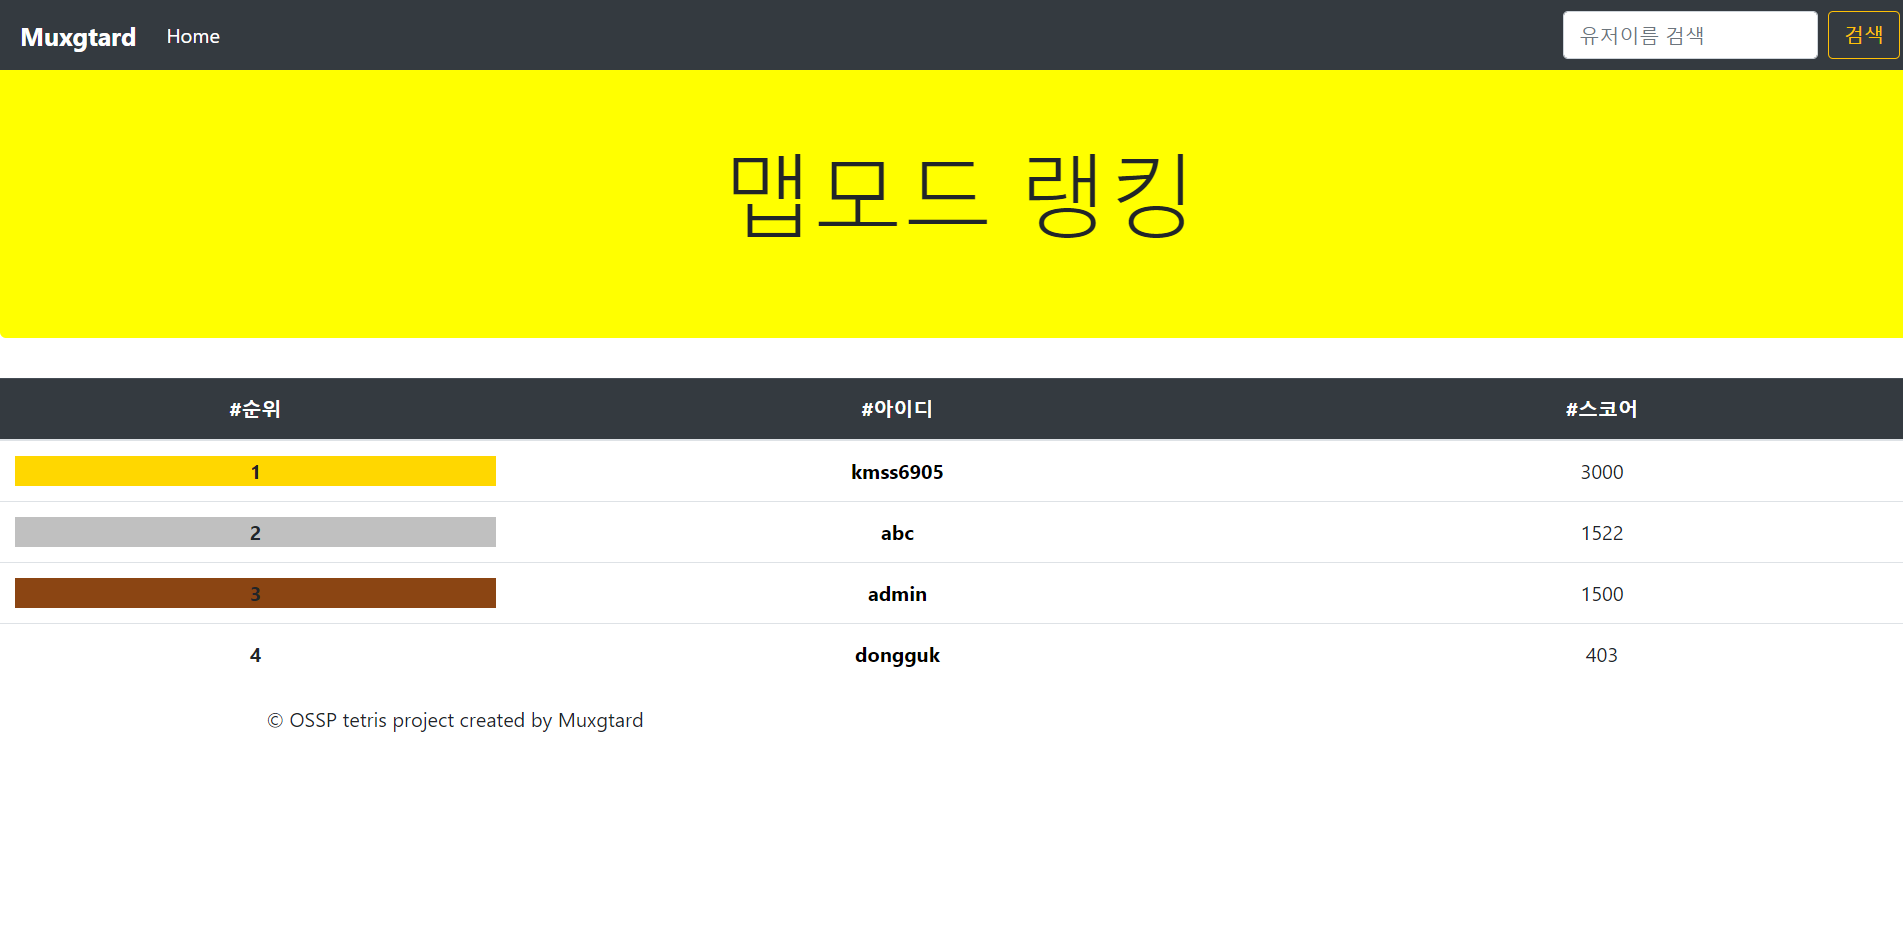 Muxgtard Home 유저이름 검색 검색
맵모드 랭킹
#순위 #아이디 #스코어
1 kmss6905 3000
2 abc 1522
3 admin 1500
4 dongguk 403
© OSSP tetris project created by Muxgtard